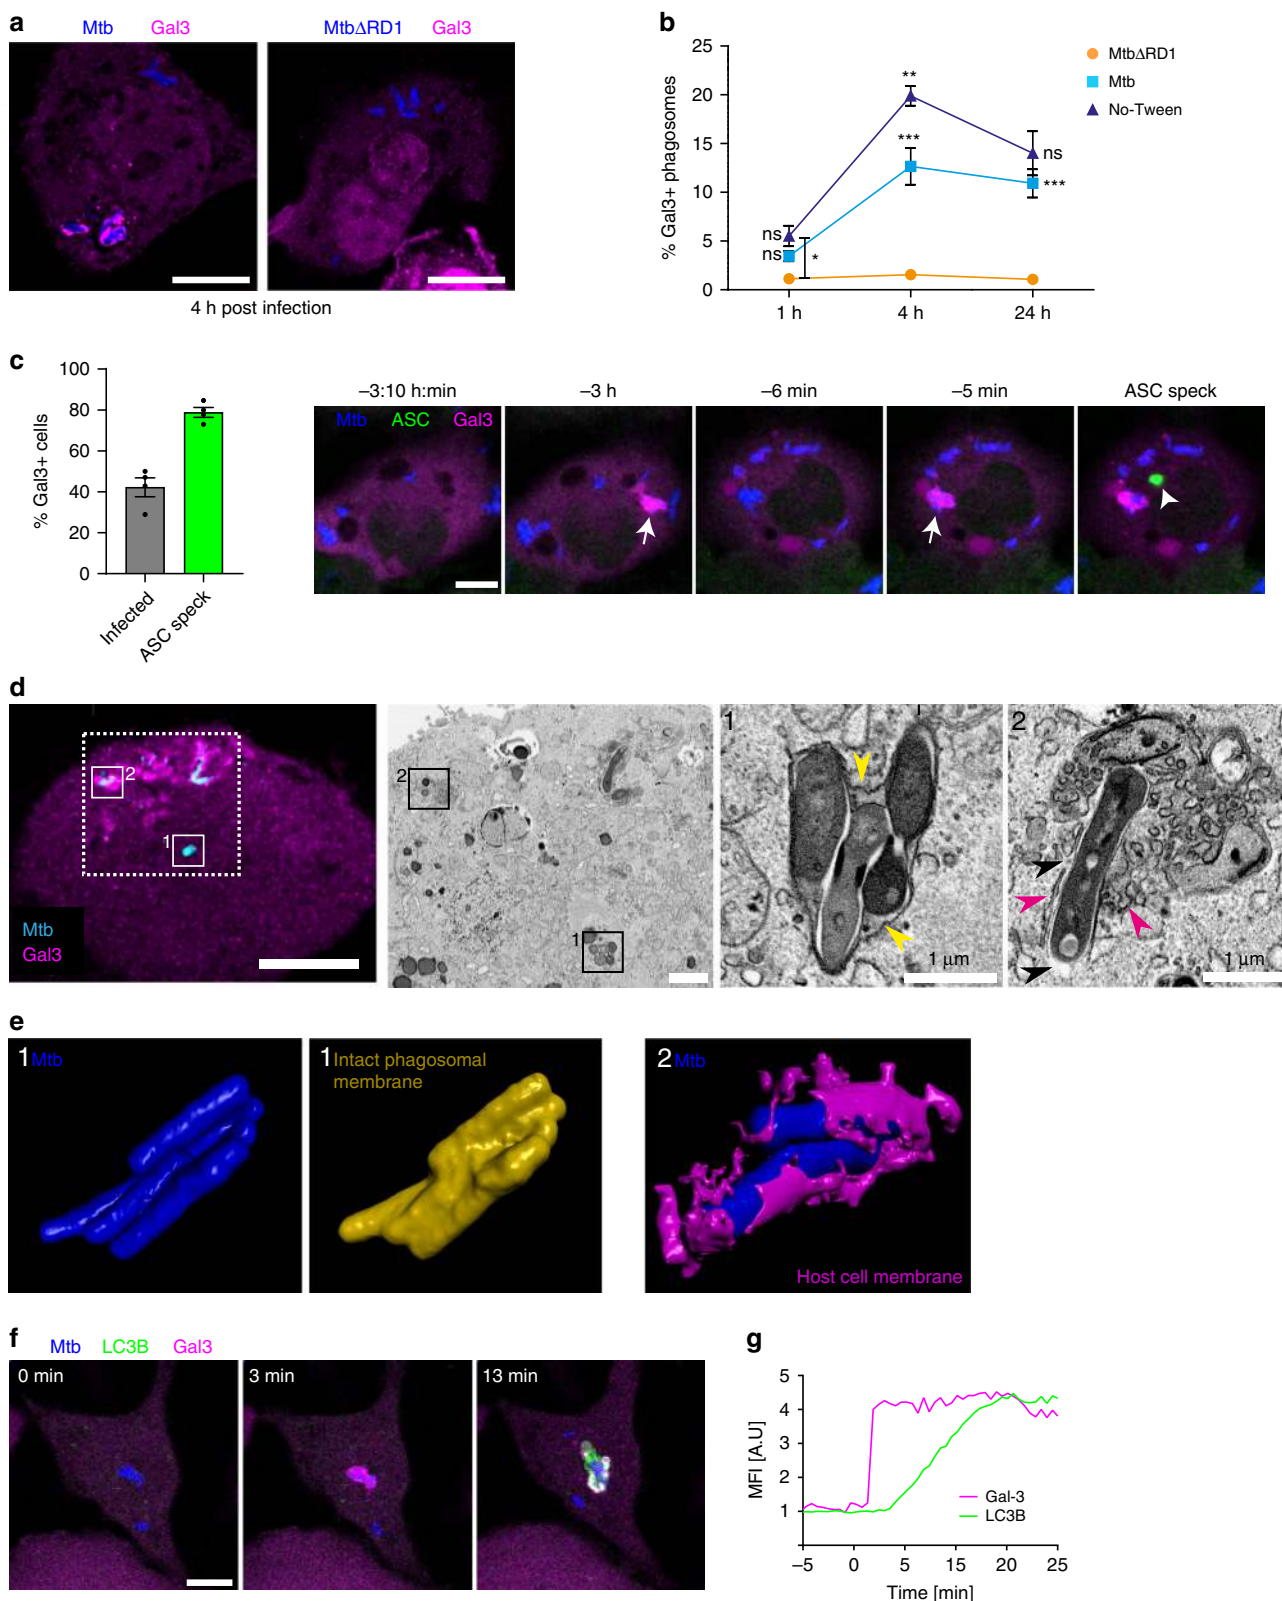 a
Mtb Gal3
MtbΔRD1 Gal3
4 h post infection
b
% Gal3+ phagosomes
25
20
15
10
5
0
1 h
4 h
24 h
ns
ns
*
**
***
ns
***
MtbΔRD1
Mtb
No-Tween
c
% Gal3+ cells
100
80
60
40
20
0
Infected
ASC speck
–3:10 h:min
–3 h
–6 min
–5 min
ASC speck
Mtb ASC Gal3
d
2
1
Mtb
Gal3
2
1
1
1 µm
2
1 µm
e
1 Mtb
1 Intact phagosomal
membrane
2 Mtb
Host cell membrane
f
Mtb LC3B Gal3
0 min
3 min
13 min
g
MFI [A.U]
5
4
3
2
1
Gal-3
LC3B
–5
0
5
15
20
25
Time [min]